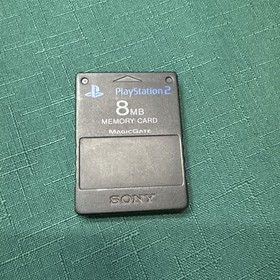 PlayStation 2
8MB
MEMORY CARD
MAGICGATE
SONY